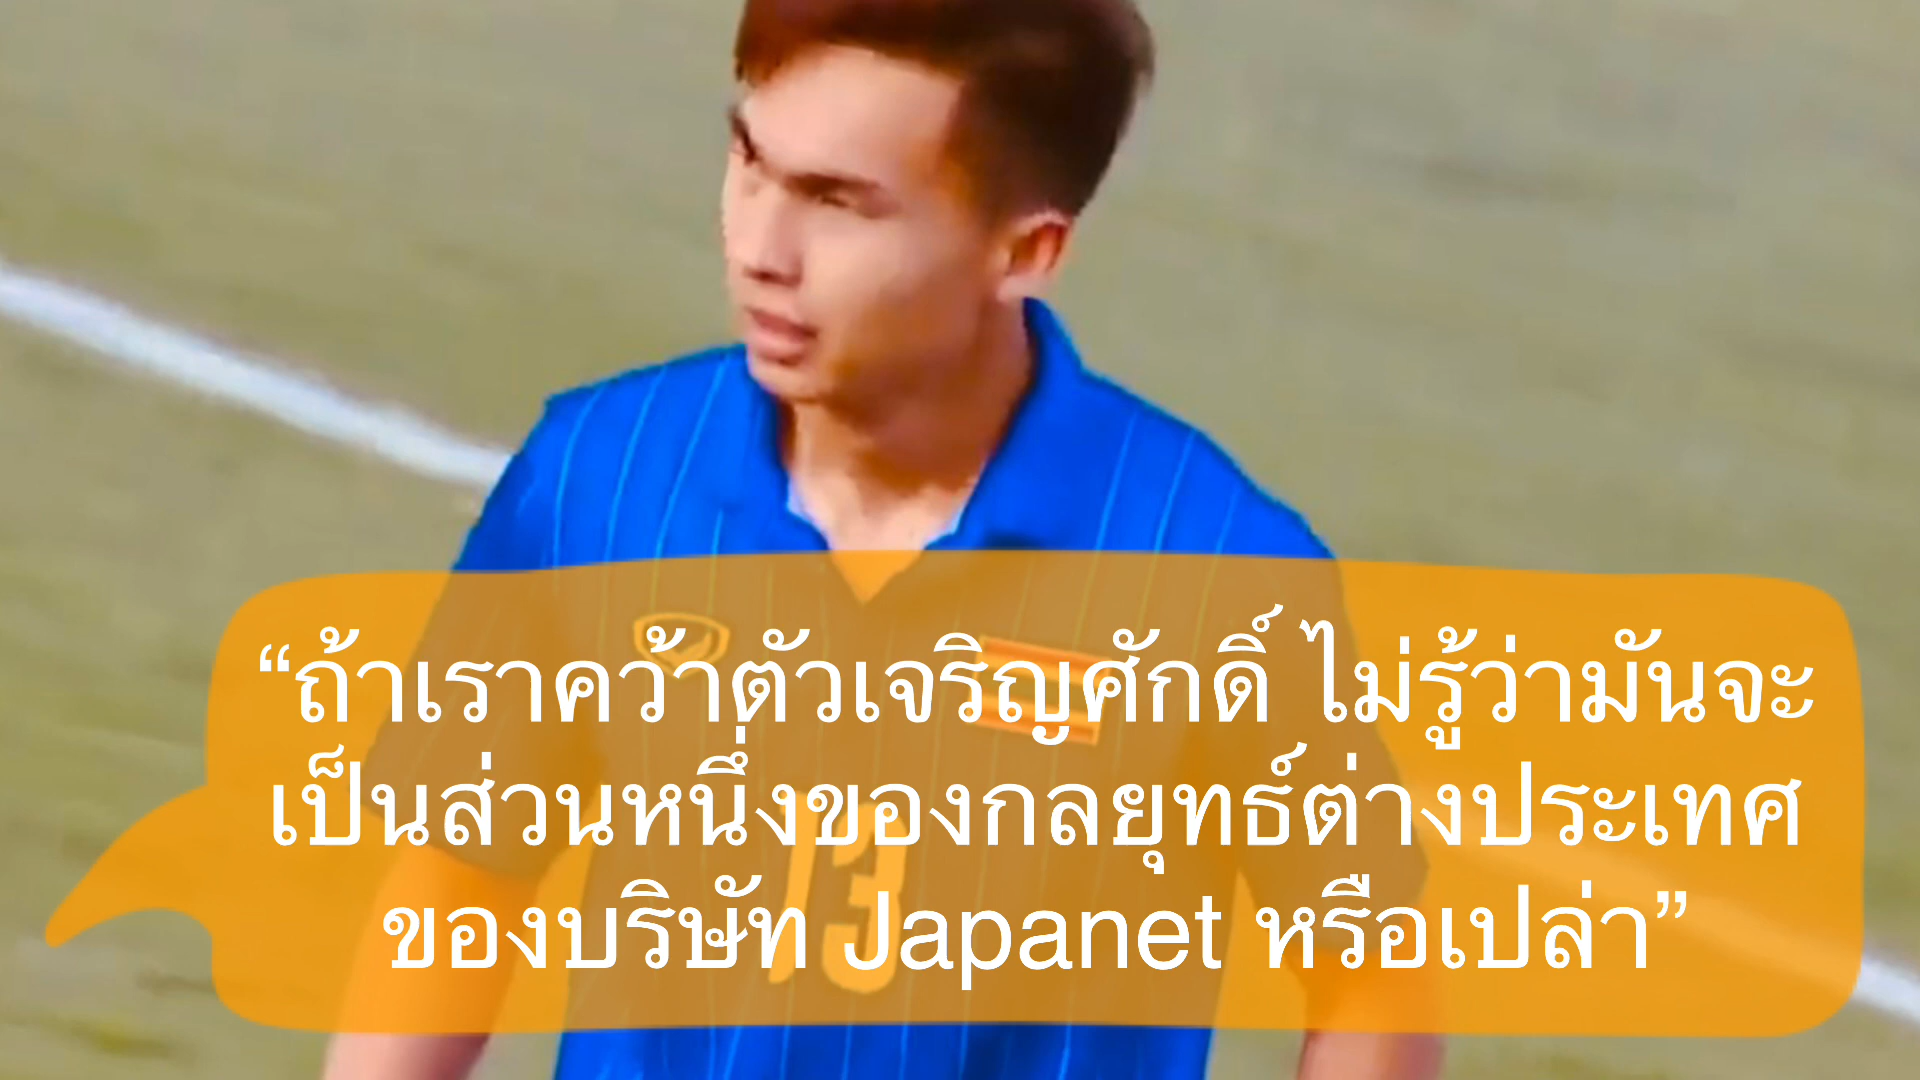 “ถ้าเราคว้าตัวเจริญศักดิ์ ไม่รู้ว่ามันจะ
เป็นส่วนหนึ่งของกลยุทธ์ต่างประเทศ
ของบริษัท Japanet หรือเปล่า”
13